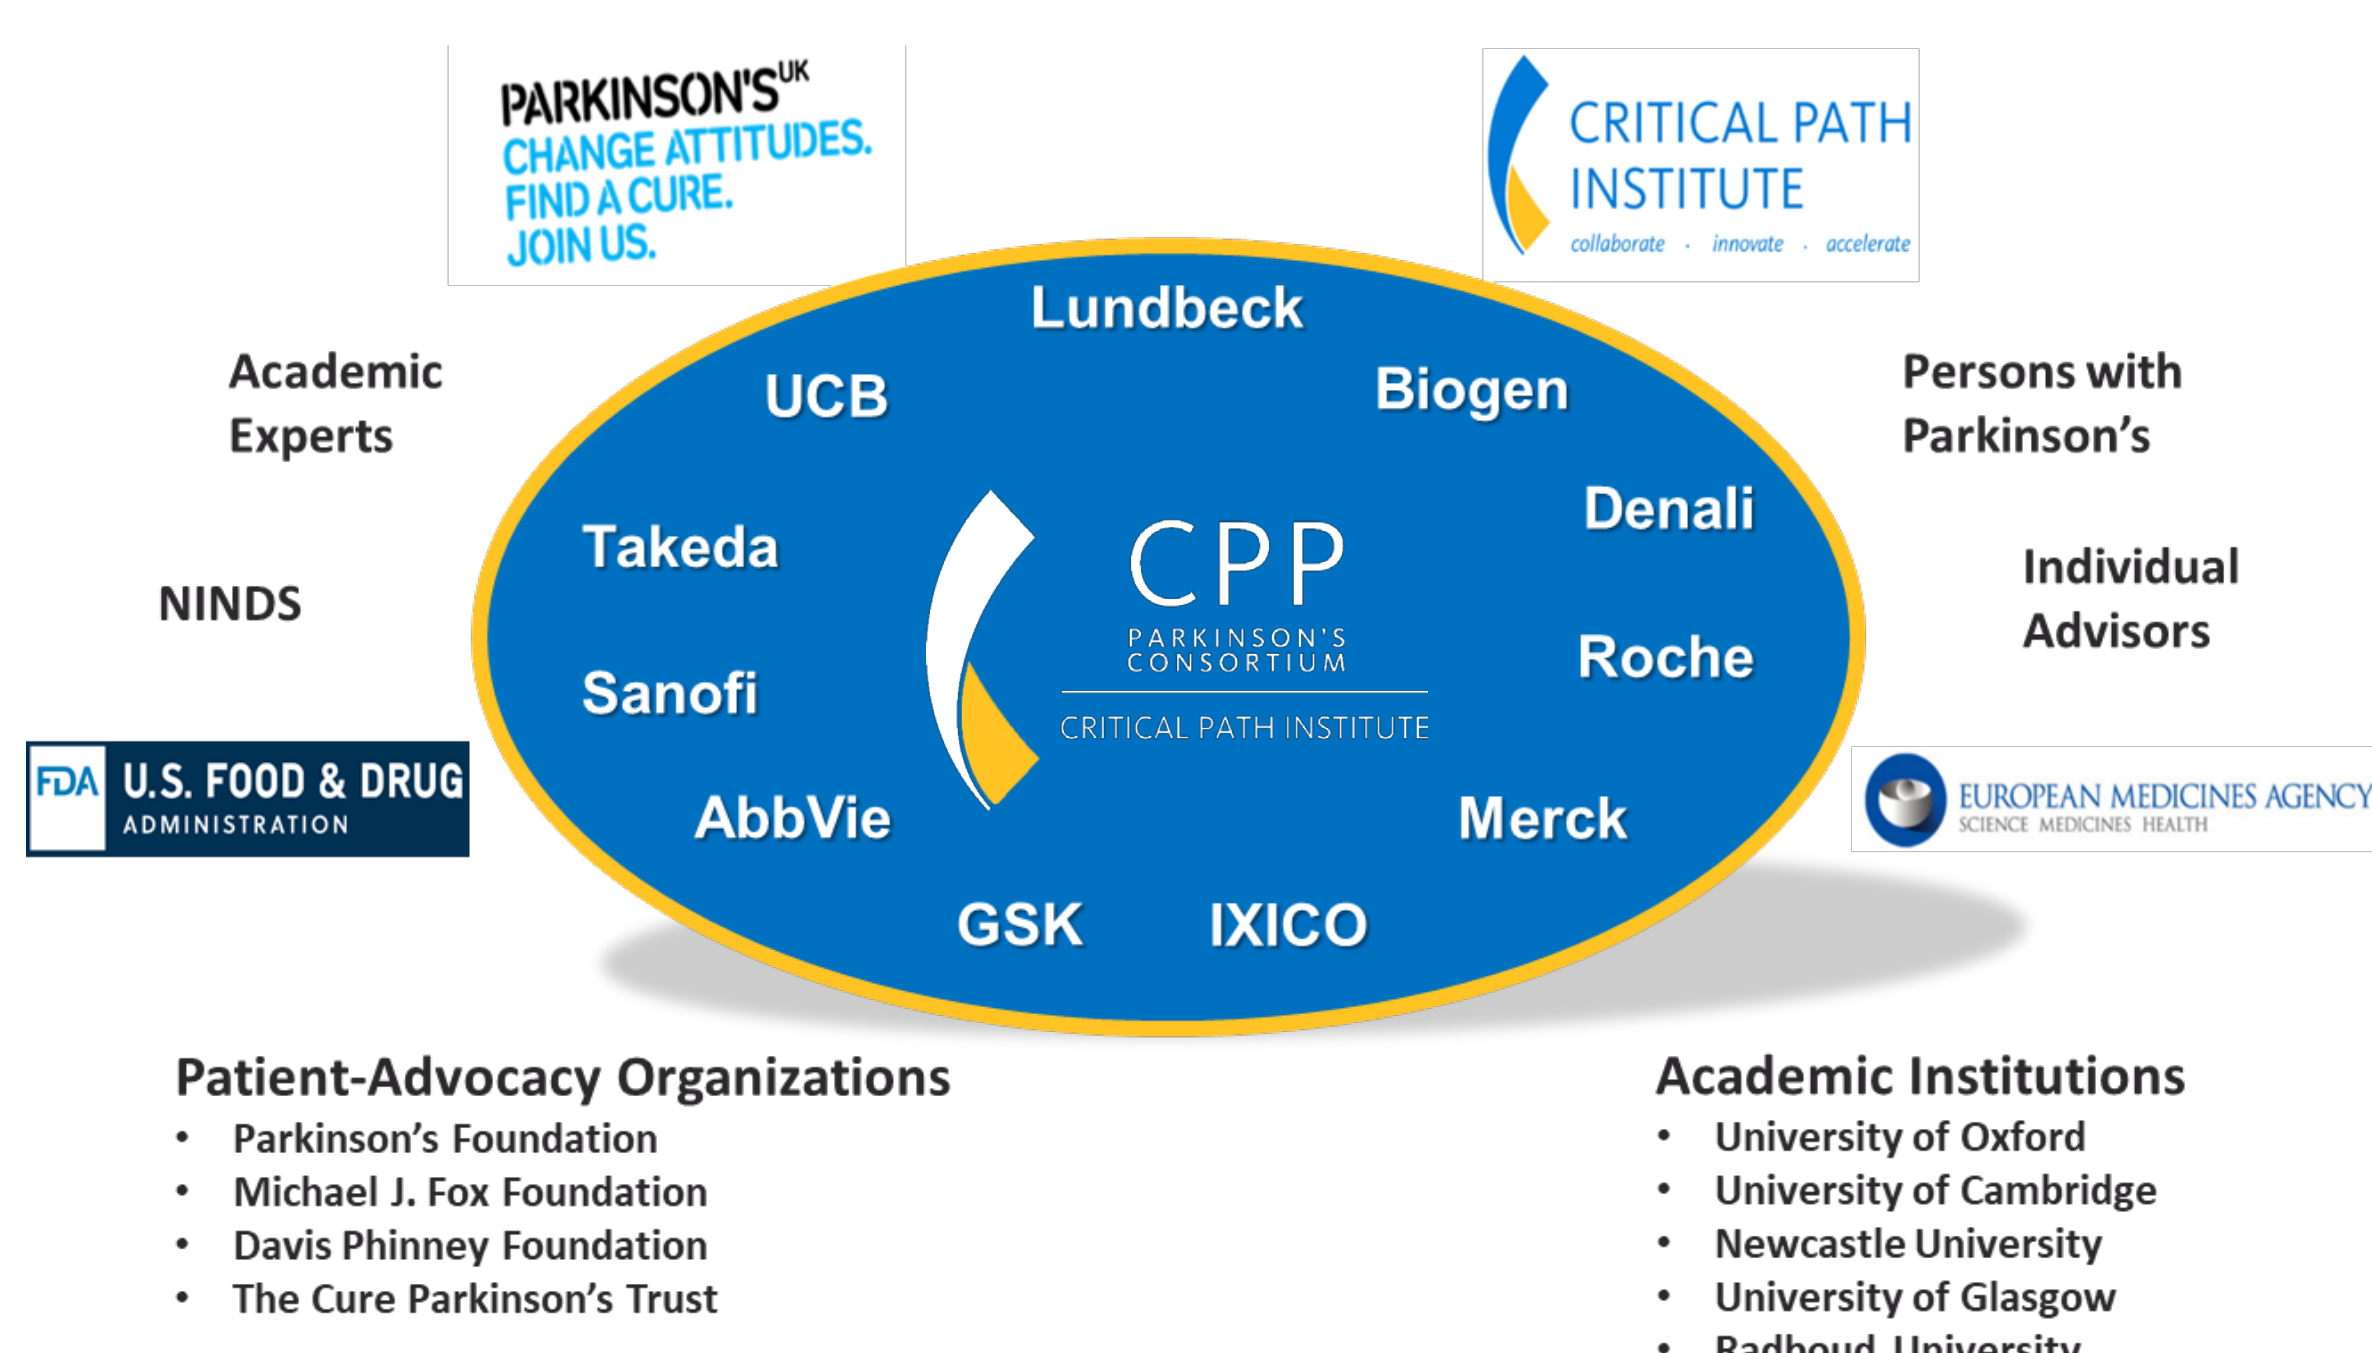 PARKINSON'S UK
CHANGE ATTITUDES.
FIND A CURE.
JOIN US.
CRITICAL PATH
INSTITUTE
collaborate · innovate · accelerate
Academic
Experts
NINDS
FDA U.S. FOOD & DRUG
ADMINISTRATION
Lundbeck
UCB
Biogen
Takeda
Denali
Sanofi
Roche
AbbVie
Merck
GSK
IXICO
CPP
PARKINSON'S
CONSORTIUM
CRITICAL PATH INSTITUTE
Persons with
Parkinson’s
Individual
Advisors
EUROPEAN MEDICINES AGENCY
SCIENCE MEDICINES HEALTH
Patient-Advocacy Organizations
• Parkinson’s Foundation
• Michael J. Fox Foundation
• Davis Phinney Foundation
• The Cure Parkinson’s Trust
Academic Institutions
• University of Oxford
• University of Cambridge
• Newcastle University
• University of Glasgow
• Radboud University